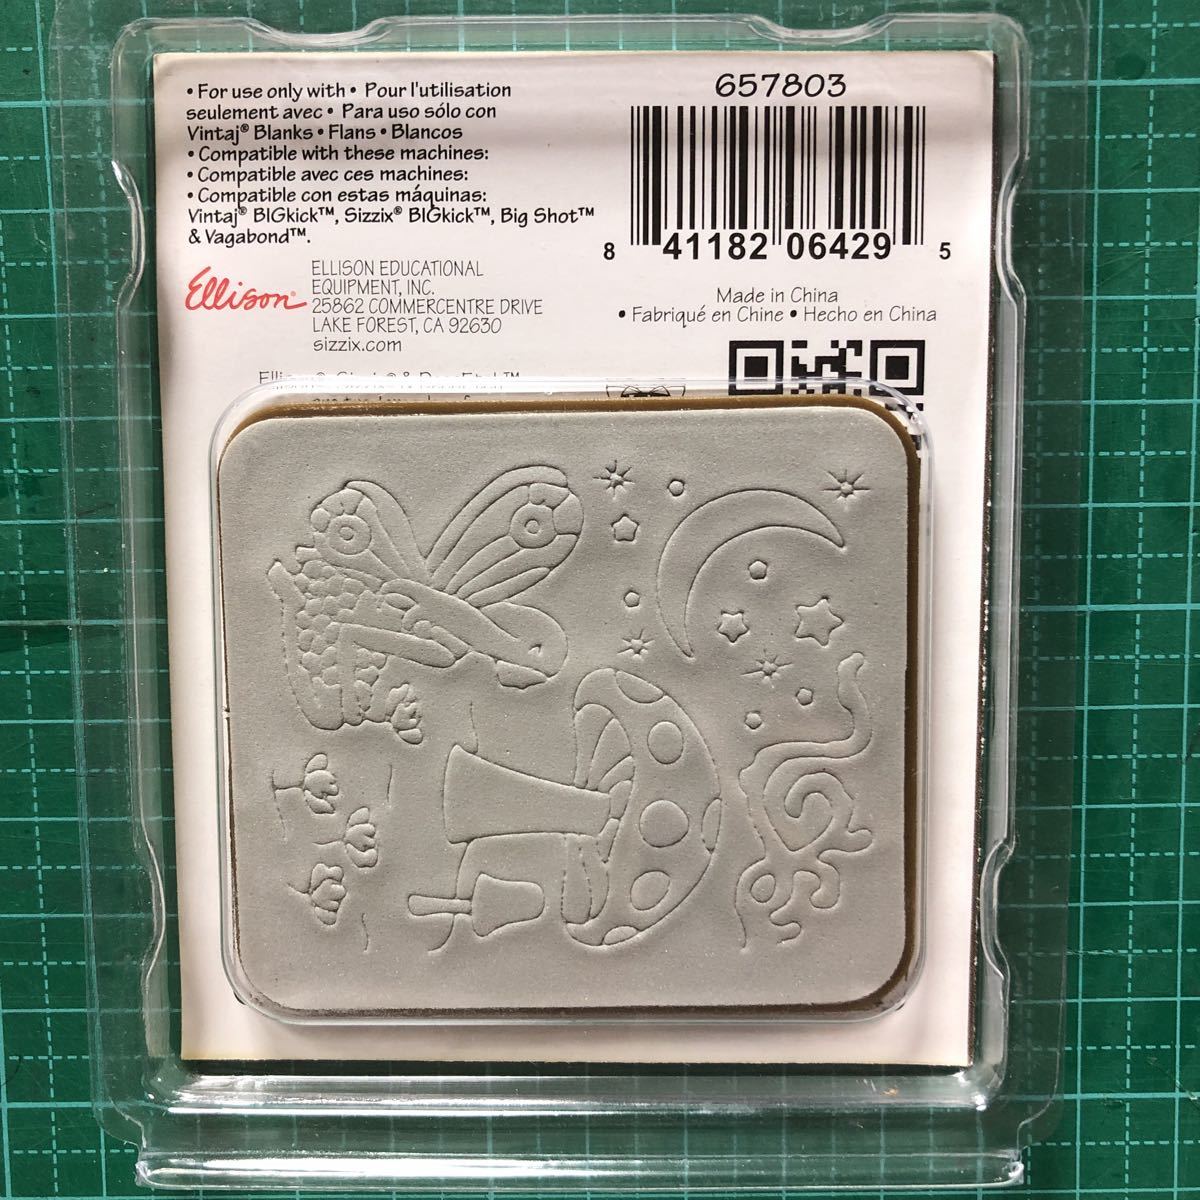 • For use only with • Pour l'utilisation
seulement avec • Para uso sólo con
Vintaj® Blanks • Flans • Blancos
• Compatible with these machines:
• Compatible avec ces machines:
• Compatible con estas máquinas:
Vintaj® BIGkick™, Sizzix® BIGkick™, Big Shot™
& Vagabond™.
Ellison®
ELLISON EDUCATIONAL
EQUIPMENT, INC.
25862 COMMERCENTRE DRIVE
LAKE FOREST, CA 92630
sizzix.com
657803
8 41182 06429 5
Made in China
• Fabriqué en Chine • Hecho en China